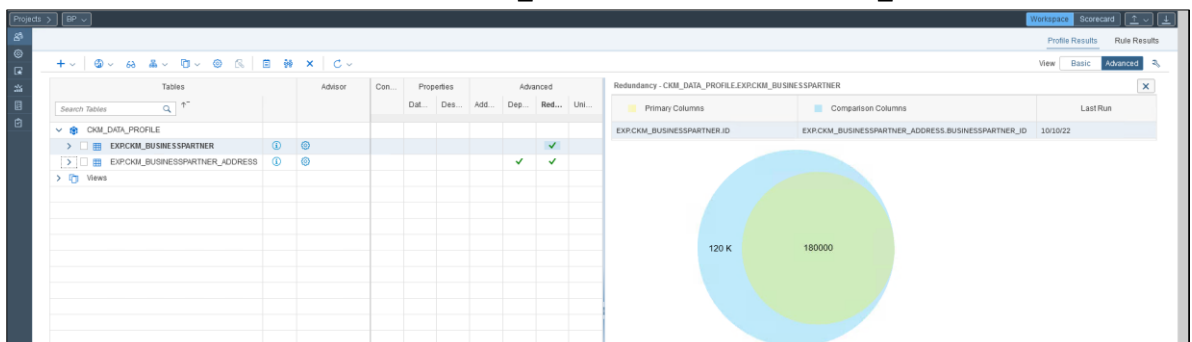 Projects > BP
Workspace Scorecard
Profile Results Rule Results
View Basic Advanced
Tables Advisor Con... Properties Advanced
Search Tables Dat... Des... Add... Dep... Red... Uni...
CKM_DATA_PROFILE
EXP.CKM_BUSINESSPARTNER
EXP.CKM_BUSINESSPARTNER_ADDRESS
Views
Redundancy - CKM_DATA_PROFILE.EXP.CKM_BUSINESSPARTNER
Primary Columns Comparison Columns Last Run
EXP.CKM_BUSINESSPARTNER.ID EXP.CKM_BUSINESSPARTNER_ADDRESS.BUSINESSPARTNER_ID 10/10/22
120 K 180000